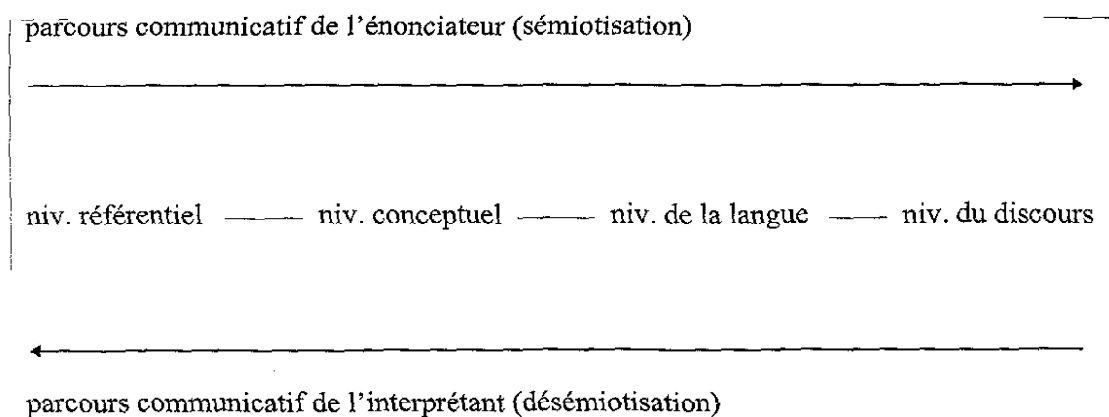 parcours communicatif de l'énonciateur (sémiotisation)
niv. référentiel —— niv. conceptuel —— niv. de la langue —— niv. du discours
parcours communicatif de l'interprétant (désémiotisation)